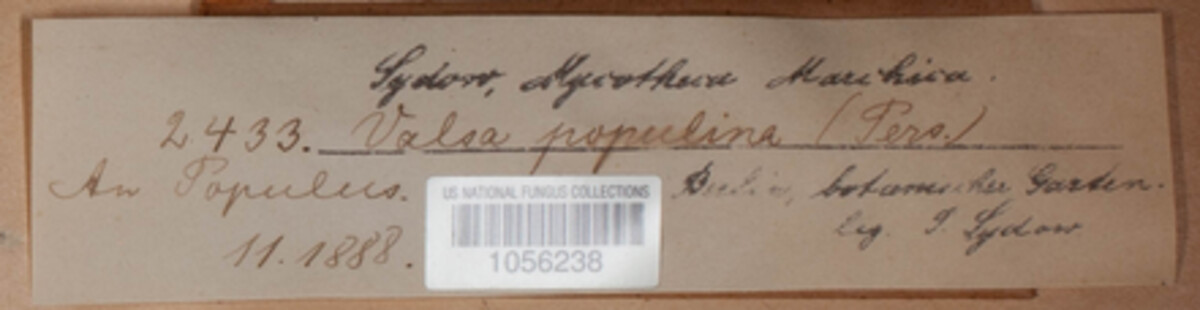 Sydow, Mycotheca Marchica.
2433. Valsa populina (Pers.)
An Populus. Berlin, botanischer Garten.
leg. P. Sydow
11.1888.
US NATIONAL FUNGUS COLLECTIONS
1056238